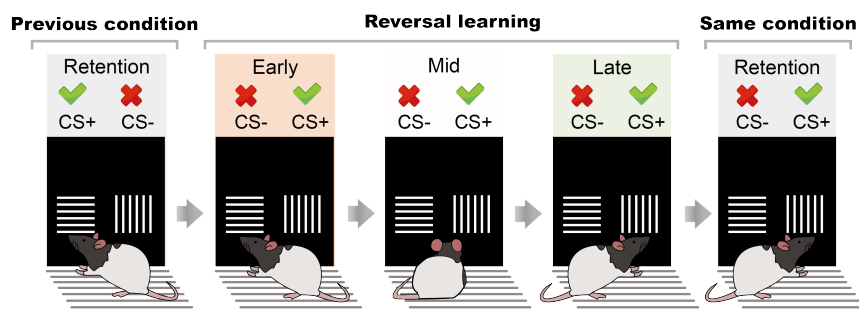 Previous condition
Reversal learning
Same condition
Retention
Early
Mid
Late
Retention
CS+ CS-
CS- CS+
CS- CS+
CS- CS+
CS- CS+